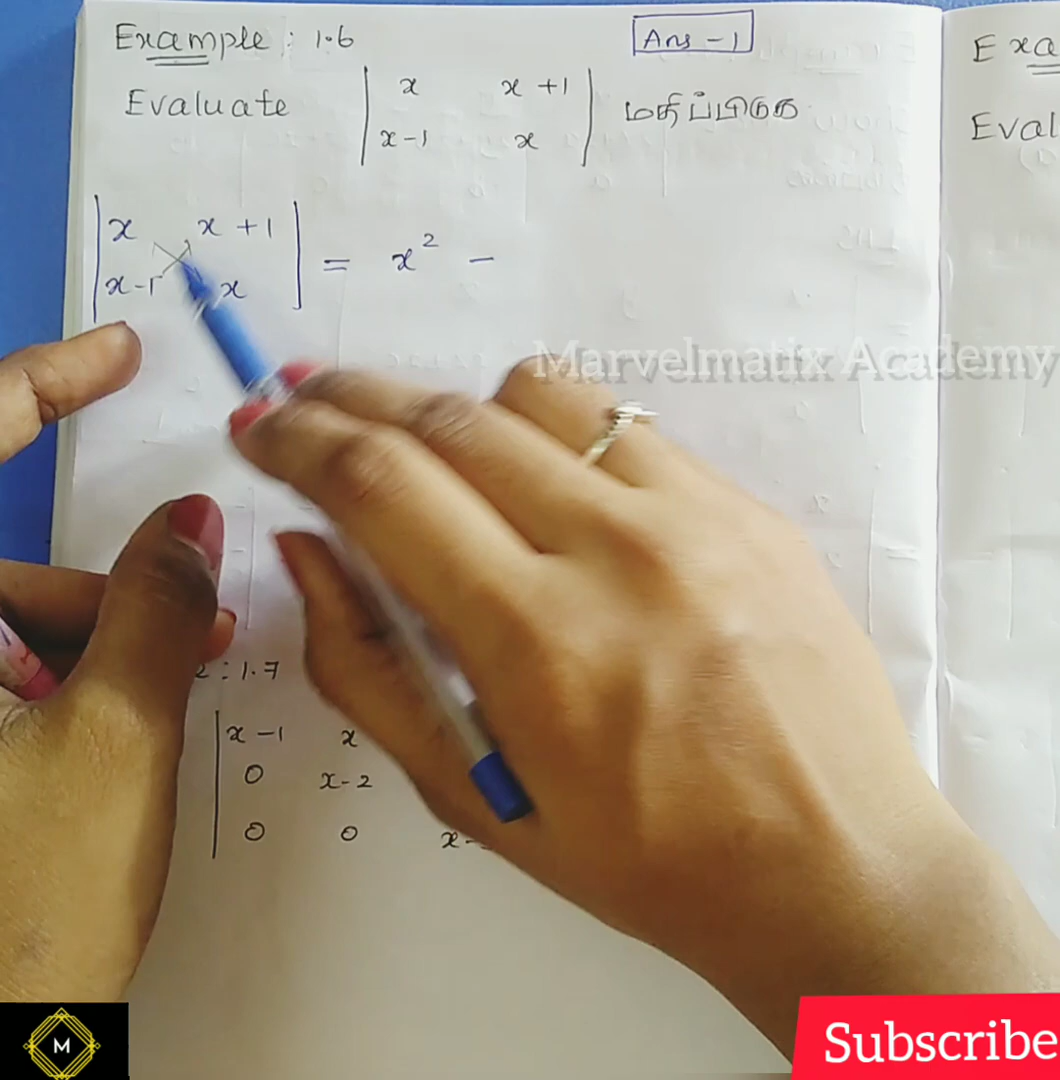 Example : 1.6
Ans - 1
Exa
Evaluate | x x + 1 | மதிப்பிடுக
| x - 1 x |
Eval
| x x + 1 | = x² -
| x - 1 x |
Marvelmatix Academy
: 1.7
| x - 1 x
0 x - 2
0 0 x -
M
Subscribe